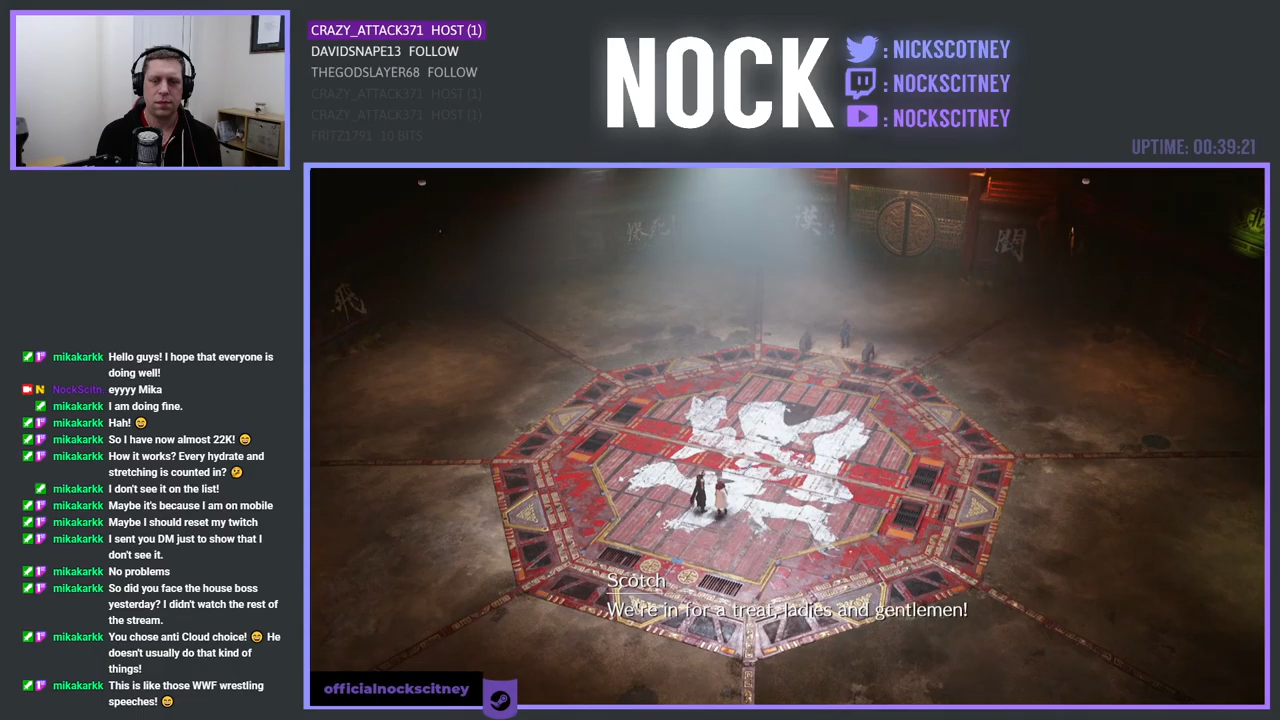 CRAZY_ATTACK371 HOST (1)
DAVIDSNAPE13 FOLLOW
THEGODSLAYER68 FOLLOW
CRAZY_ATTACK371 HOST (1)
CRAZY_ATTACK371 HOST (1)
FRITZ1791 10 BITS
NOCK
: NICKSCOTNEY
: NOCKSCITNEY
: NOCKSCITNEY
UPTIME: 00:39:21
mikakarkk Hello guys! I hope that everyone is
doing well!
N NockScitn eyyyy Mika
mikakarkk I am doing fine.
mikakarkk Hah! 😄
mikakarkk So I have now almost 22K! 😄
mikakarkk How it works? Every hydrate and
stretching is counted in? 🤔
mikakarkk I don't see it on the list!
mikakarkk Maybe it's because I am on mobile
mikakarkk Maybe I should reset my twitch
mikakarkk I sent you DM just to show that I
don't see it.
mikakarkk No problems
mikakarkk So did you face the house boss
yesterday? I didn't watch the rest of
the stream.
mikakarkk You chose anti Cloud choice! 😄 He
doesn't usually do that kind of
things!
mikakarkk This is like those WWF wrestling
speeches! 😄
Scotch
We're in for a treat, ladies and gentlemen!
officialnockscitney